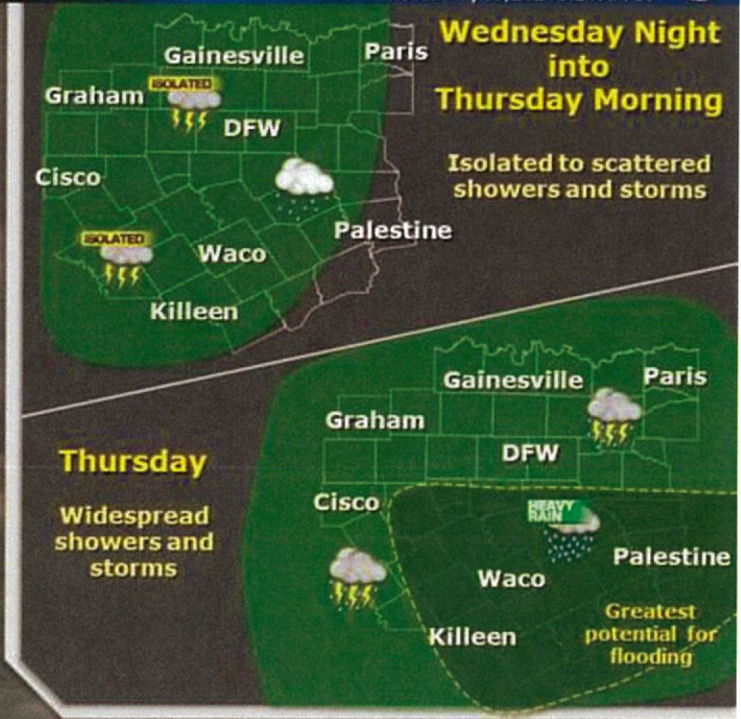 Wednesday Night
into
Thursday Morning
Isolated to scattered
showers and storms
Gainesville
Paris
ISOLATED
Graham
DFW
Cisco
Palestine
ISOLATED
Waco
Killeen
Thursday
Widespread
showers and
storms
Gainesville
Paris
Graham
DFW
Cisco
HEAVY
RAIN
Palestine
Waco
Killeen
Greatest
potential for
flooding